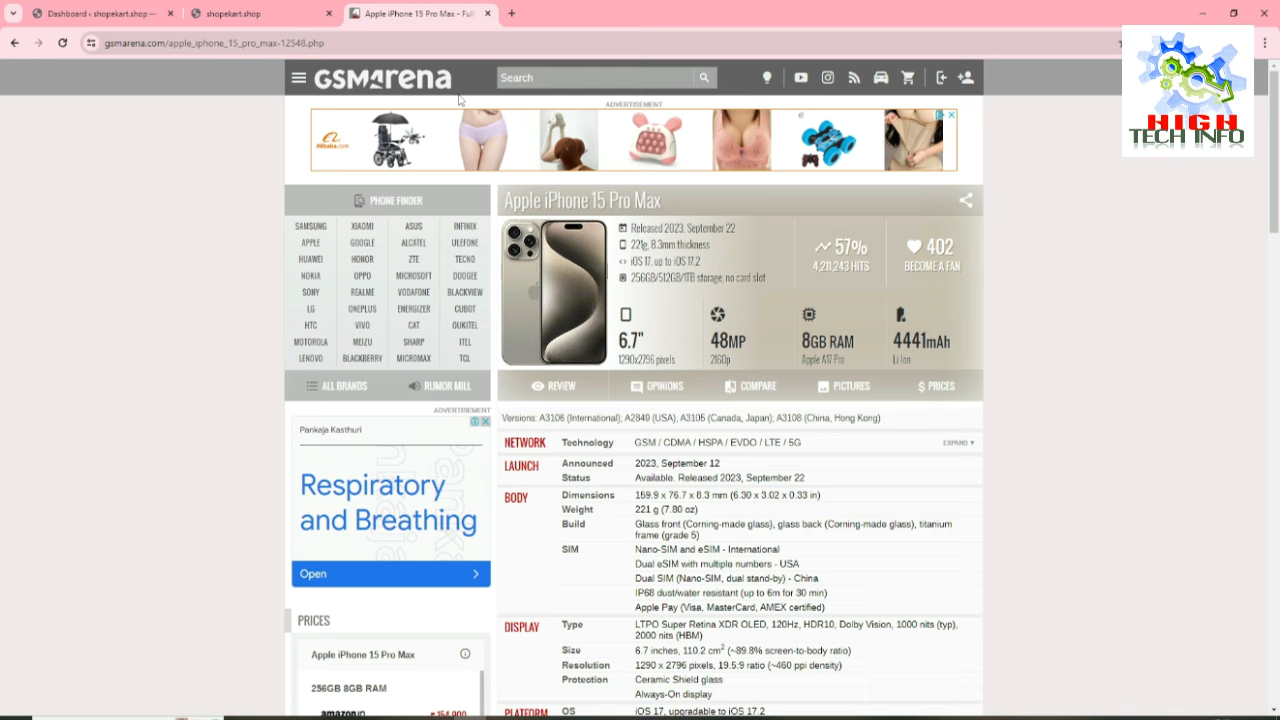 Dashboard ‹ shopekart.shop —
shopekart.shop
Apple iPhone 15 Pro Max - Full
gsmarena.com/apple_iphone_15_pro_max-12548.php
HIGH
TECH INFO
GSMArena
Search
ADVERTISEMENT
Alibaba.com
PHONE FINDER
SAMSUNG XIAOMI ASUS INFINIX
APPLE GOOGLE ALCATEL ULEFONE
HUAWEI HONOR ZTE TECNO
NOKIA OPPO MICROSOFT DOOGEE
SONY REALME VODAFONE BLACKVIEW
LG ONEPLUS ENERGIZER CUBOT
HTC VIVO CAT OUKITEL
MOTOROLA MEIZU SHARP ITEL
LENOVO BLACKBERRY MICROMAX TCL
ALL BRANDS RUMOR MILL
Apple iPhone 15 Pro Max
Released 2023, September 22
221g, 8.3mm thickness
iOS 17, up to iOS 17.2
256GB/512GB/1TB storage, no card slot
57%
4,211,243 HITS
402
BECOME A FAN
6.7"
1290x2796 pixels
48MP
2160p
8GB RAM
Apple A17 Pro
4441mAh
Li-Ion
REVIEW OPINIONS COMPARE PICTURES PRICES
ADVERTISEMENT
Pankaja Kasthuri
Respiratory
and Breathing
Open
PRICES
Apple iPhone 15 Pro Max
256GB 8GB RAM
amazon.in ₹ 154,900
Versions: A3106 (International); A2849 (USA); A3105 (Canada, Japan); A3108 (China, Hong Kong)
NETWORK Technology GSM / CDMA / HSPA / EVDO / LTE / 5G EXPAND ▼
LAUNCH Announced 2023, September 12
Status Available. Released 2023, September 22
BODY Dimensions 159.9 x 76.7 x 8.3 mm (6.30 x 3.02 x 0.33 in)
Weight 221 g (7.80 oz)
Build Glass front (Corning-made glass), glass back (Corning-made glass), titanium
frame (grade 5)
SIM Nano-SIM and eSIM - International
Dual eSIM with multiple numbers - USA
Dual SIM (Nano-SIM, dual stand-by) - China
IP68 dust/water resistant (up to 6m for 30 min)
Apple Pay (Visa, MasterCard, AMEX certified)
DISPLAY Type LTPO Super Retina XDR OLED, 120Hz, HDR10, Dolby Vision, 1000 nits (typ),
2000 nits (HBM)
Size 6.7 inches, 110.2 cm² (~89.8% screen-to-body ratio)
Resolution 1290 x 2796 pixels, 19.5:9 ratio (~460 ppi density)
Protection Ceramic Shield glass
Always-On display
PLATFORM OS iOS 17, upgradable to iOS 17.2